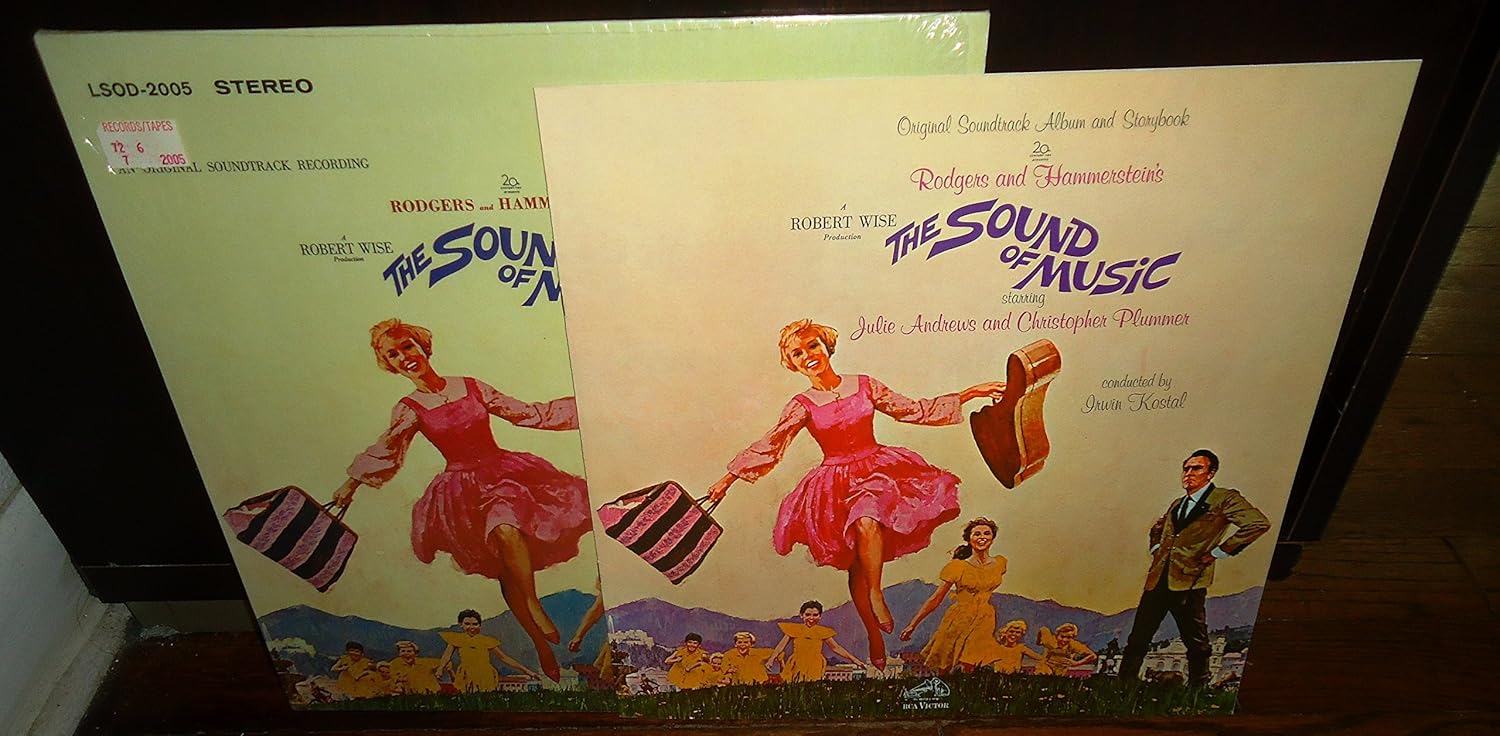 LSOD-2005 STEREO
RECORDS/TAPES
72 6
7 2005
AN ORIGINAL SOUNDTRACK RECORDING
20
RODGERS and HAMM
A
ROBERT WISE
Production
THE SOUN
OF M
Original Soundtrack Album and Storybook
20
Rodgers and Hammerstein's
A
ROBERT WISE
Production
THE SOUND
OF MUSIC
starring
Julie Andrews and Christopher Plummer
conducted by
Irwin Kostal
RCA VICTOR